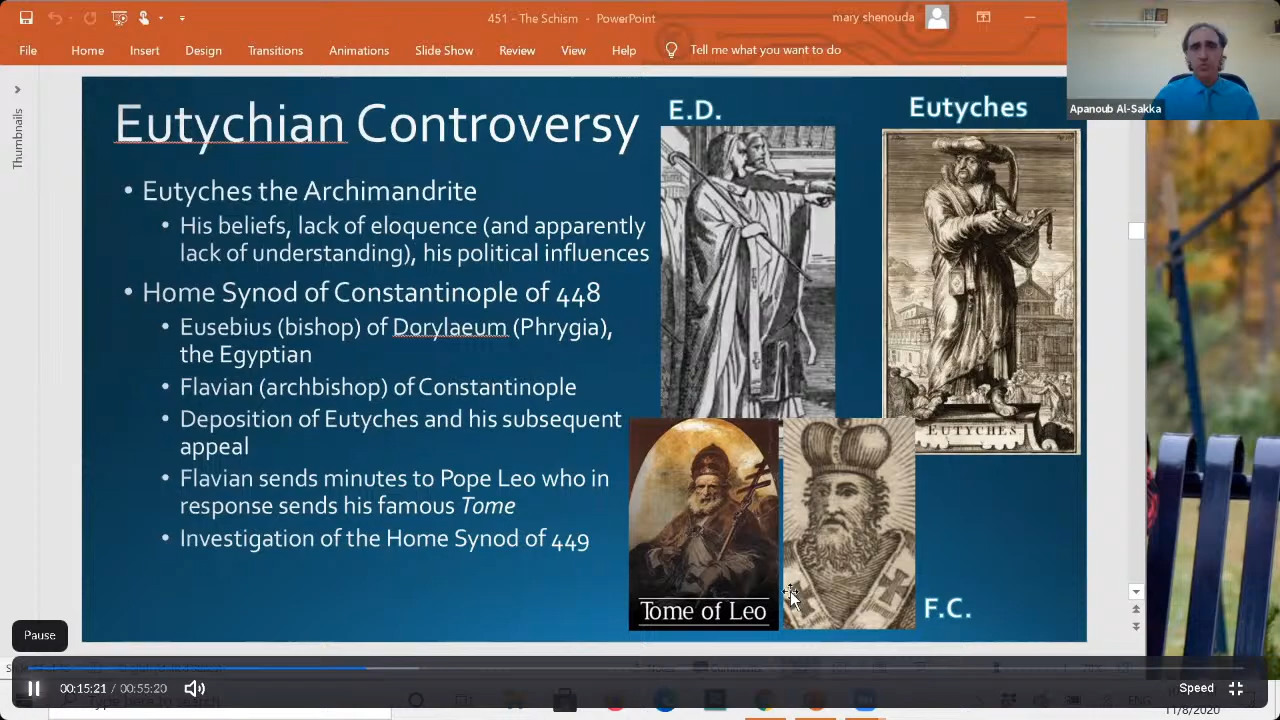 451 - The Schism - PowerPoint
mary shenouda
File Home Insert Design Transitions Animations Slide Show Review View Help Tell me what you want to do
Apanoub Al-Sakka
Thumbnails
Eutychian Controversy
E.D.
Eutyches
• Eutyches the Archimandrite
• His beliefs, lack of eloquence (and apparently
lack of understanding), his political influences
• Home Synod of Constantinople of 448
• Eusebius (bishop) of Dorylaeum (Phrygia),
the Egyptian
• Flavian (archbishop) of Constantinople
• Deposition of Eutyches and his subsequent
appeal
• Flavian sends minutes to Pope Leo who in
response sends his famous Tome
• Investigation of the Home Synod of 449
EUTYCHES
Tome of Leo
F.C.
Pause
00:15:21 / 00:55:20
Speed
11/8/2020